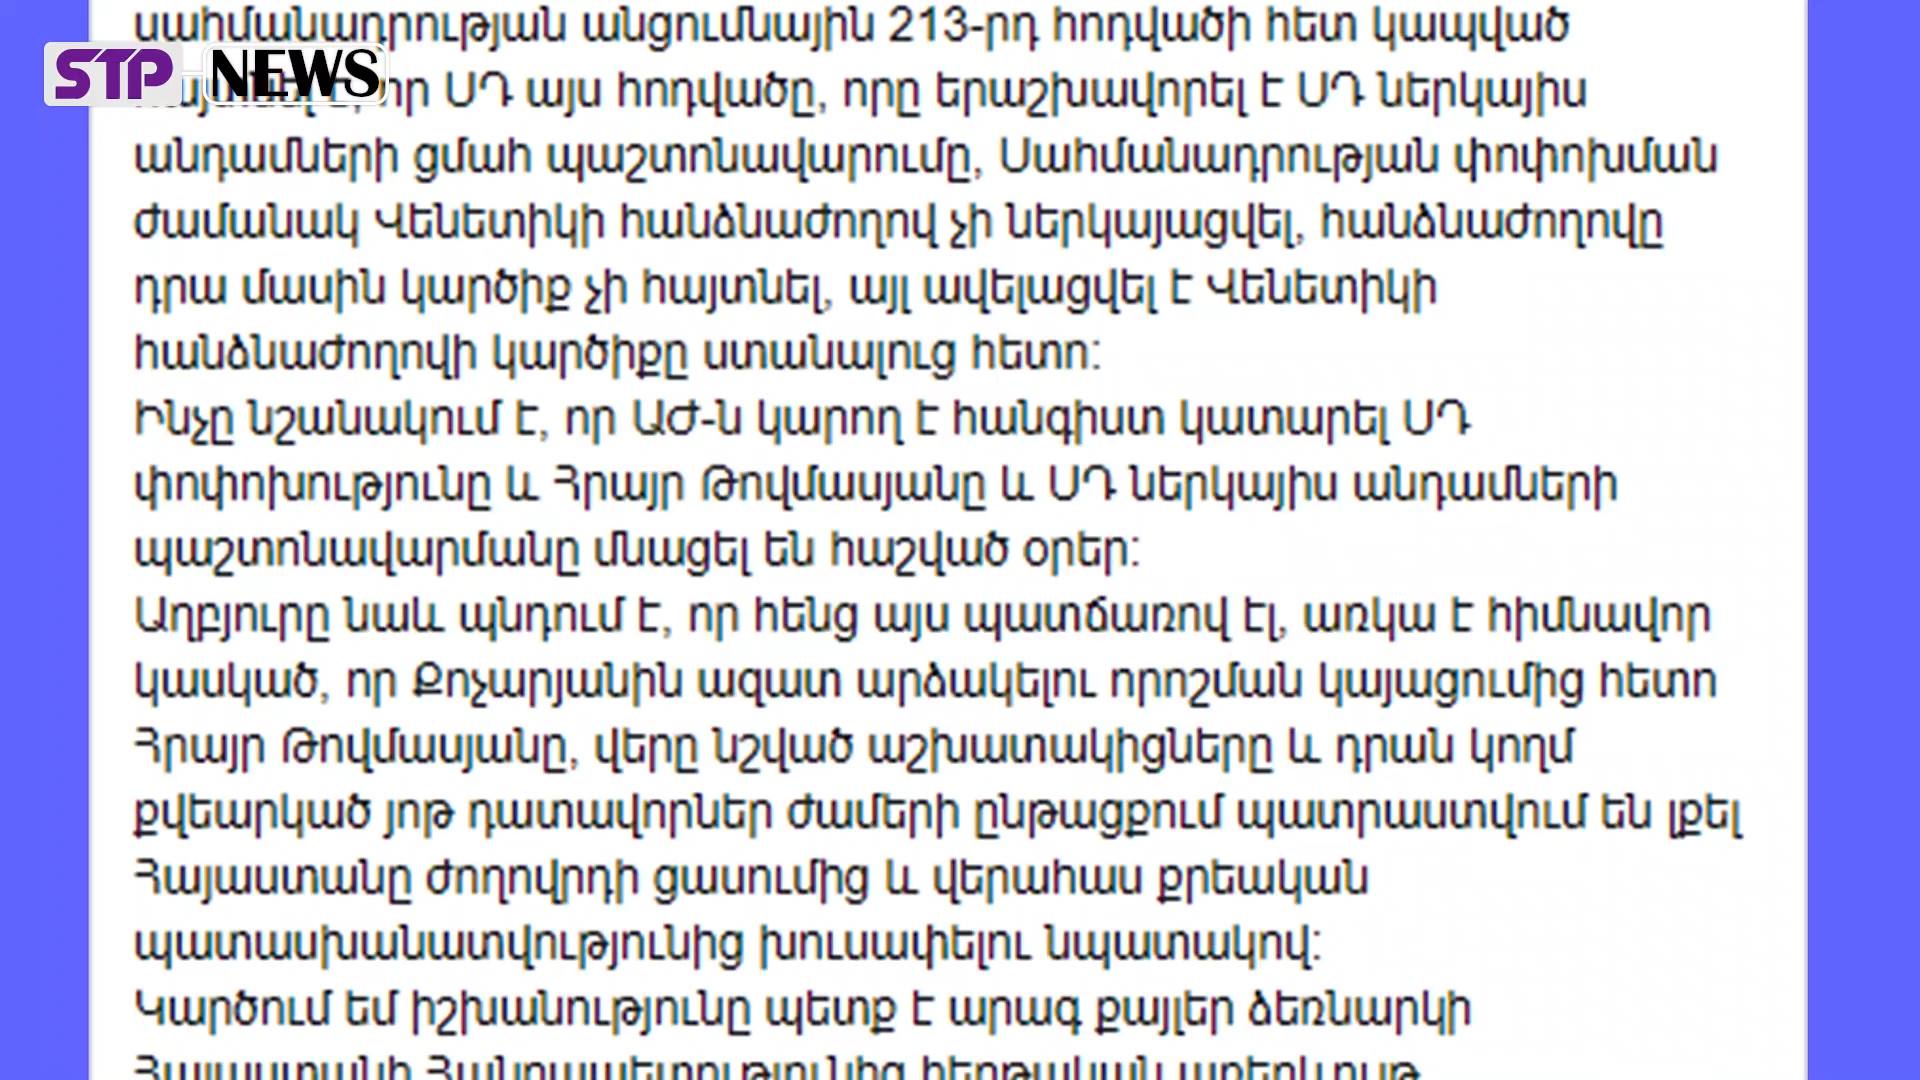 սահմանադրության անցումնային 213-րդ հոդվածի հետ կապված
STP NEWS
որ ՍԴ այս հոդվածը, որը երաշխավորել է ՍԴ ներկայիս
անդամների ցմահ պաշտոնավարումը, Սահմանադրության փոփոխման
ժամանակ Վենետիկի հանձնաժողով չի ներկայացվել, հանձնաժողովը
դրա մասին կարծիք չի հայտնել, այլ ավելացվել է Վենետիկի
հանձնաժողովի կարծիքը ստանալուց հետո:
Ինչը նշանակում է, որ ԱԺ-ն կարող է հանգիստ կատարել ՍԴ
փոփոխությունը և Հրայր Թովմասյանը և ՍԴ ներկայիս անդամների
պաշտոնավարմանը մնացել են հաշված օրեր:
Աղբյուրը նաև պնդում է, որ հենց այս պատճառով էլ, առկա է հիմնավոր
կասկած, որ Քոչարյանին ազատ արձակելու որոշման կայացումից հետո
Հրայր Թովմասյանը, վերը նշված աշխատակիցները և դրան կողմ
քվեարկած յոթ դատավորներ ժամերի ընթացքում պատրաստվում են լքել
Հայաստանը ժողովրդի ցասումից և վերահաս քրեական
պատասխանատվությունից խուսափելու նպատակով:
Կարծում եմ իշխանությունը պետք է արագ քայլեր ձեռնարկի
Հայաստանի Հանրապետությունից հերթական